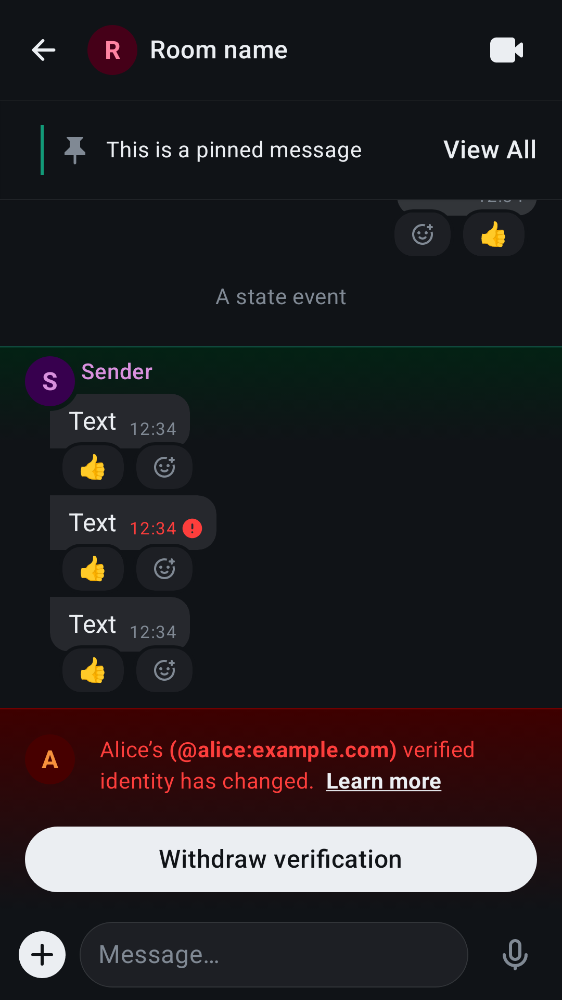 R Room name
This is a pinned message View All
👍
A state event
S Sender
Text 12:34
👍
Text 12:34
👍
Text 12:34
👍
A Alice’s (@alice:example.com) verified
identity has changed. Learn more
Withdraw verification
Message…